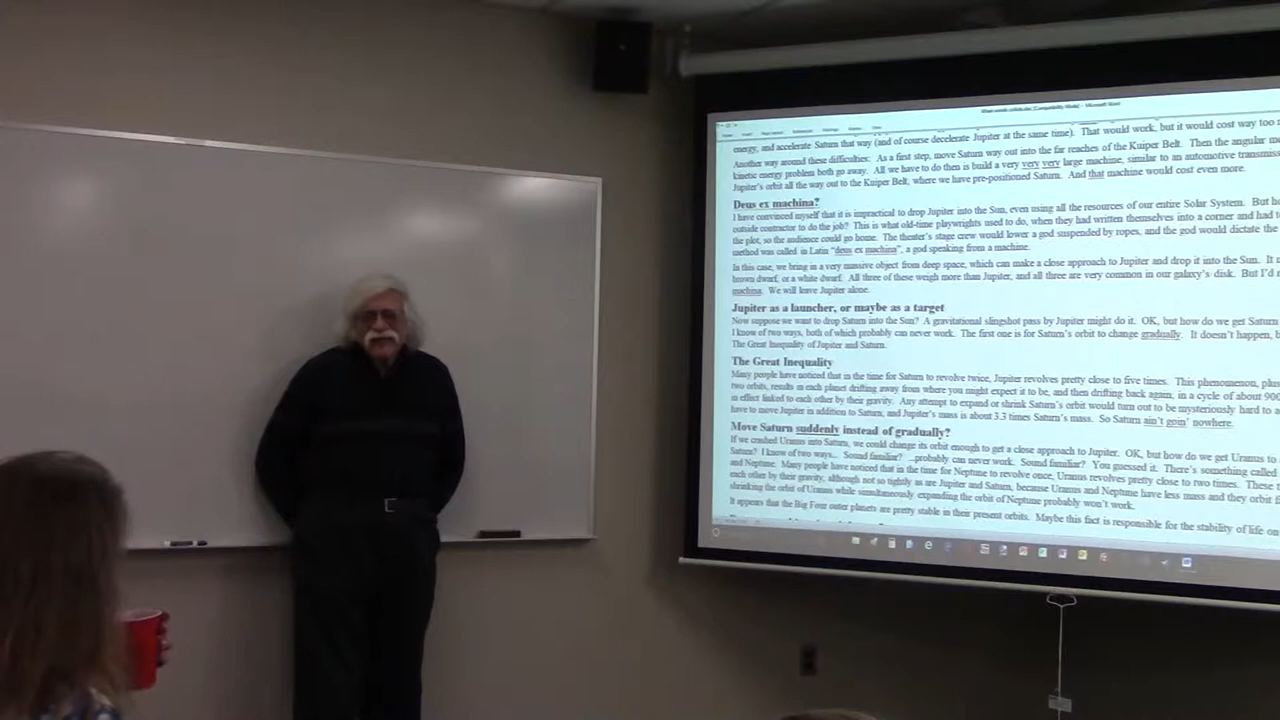 energy, and accelerate Saturn that way (and of course decelerate Jupiter at the same time). That would work, but it would cost way too
Another way around these difficulties: As a first step, move Saturn way out into the far reaches of the Kuiper Belt. Then the angular
kinetic energy problem both go away. All we have to do then is build a very very very large machine, similar to an automotive
Jupiter's orbit all the way out to the Kuiper Belt, where we have pre-positioned Saturn. And that machine would cost even more.
Deus ex machina?
I have convinced myself that it is impractical to drop Jupiter into the Sun, even using all the resources of our entire Solar System. But
outside contractor to do the job? This is what old-time playwrights used to do, when they had written themselves into a corner and had
the plot, so the audience could go home. The theater's stage crew would lower a god suspended by ropes, and the god would dictate the
method was called in Latin "deus ex machina", a god speaking from a machine.
In this case, we bring in a very massive object from deep space, which can make a close approach to Jupiter and drop it into the Sun. It
brown dwarf, or a white dwarf. All three of these weigh more than Jupiter, and all three are very common in our galaxy's disk. But I'd
machina. We will leave Jupiter alone.
Jupiter as a launcher, or maybe as a target
Now suppose we want to drop Saturn into the Sun? A gravitational slingshot pass by Jupiter might do it. OK, but how do we get Saturn
I know of two ways, both of which probably can never work. The first one is for Saturn's orbit to change gradually. It doesn't happen,
The Great Inequality of Jupiter and Saturn.
The Great Inequality
Many people have noticed that in the time for Saturn to revolve twice, Jupiter revolves pretty close to five times. This phenomenon,
two orbits, results in each planet drifting away from where you might expect it to be, and then drifting back again, in a cycle of about 900
in effect linked to each other by their gravity. Any attempt to expand or shrink Saturn's orbit would turn out to be mysteriously hard to
have to move Jupiter in addition to Saturn, and Jupiter's mass is about 3.3 times Saturn's mass. So Saturn ain't goin' nowhere.
Move Saturn suddenly instead of gradually?
If we crashed Uranus into Saturn, we could change its orbit enough to get a close approach to Jupiter. OK, but how do we get Uranus to
Saturn? I know of two ways... Sound familiar? ...probably can never work. Sound familiar? You guessed it. There's something called
and Neptune. Many people have noticed that in the time for Neptune to revolve once, Uranus revolves pretty close to two times. These
each other by their gravity, although not so tightly as are Jupiter and Saturn, because Uranus and Neptune have less mass and they orbit
shrinking the orbit of Uranus while simultaneously expanding the orbit of Neptune probably won't work.
It appears that the Big Four outer planets are pretty stable in their present orbits. Maybe this fact is responsible for the stability of life on